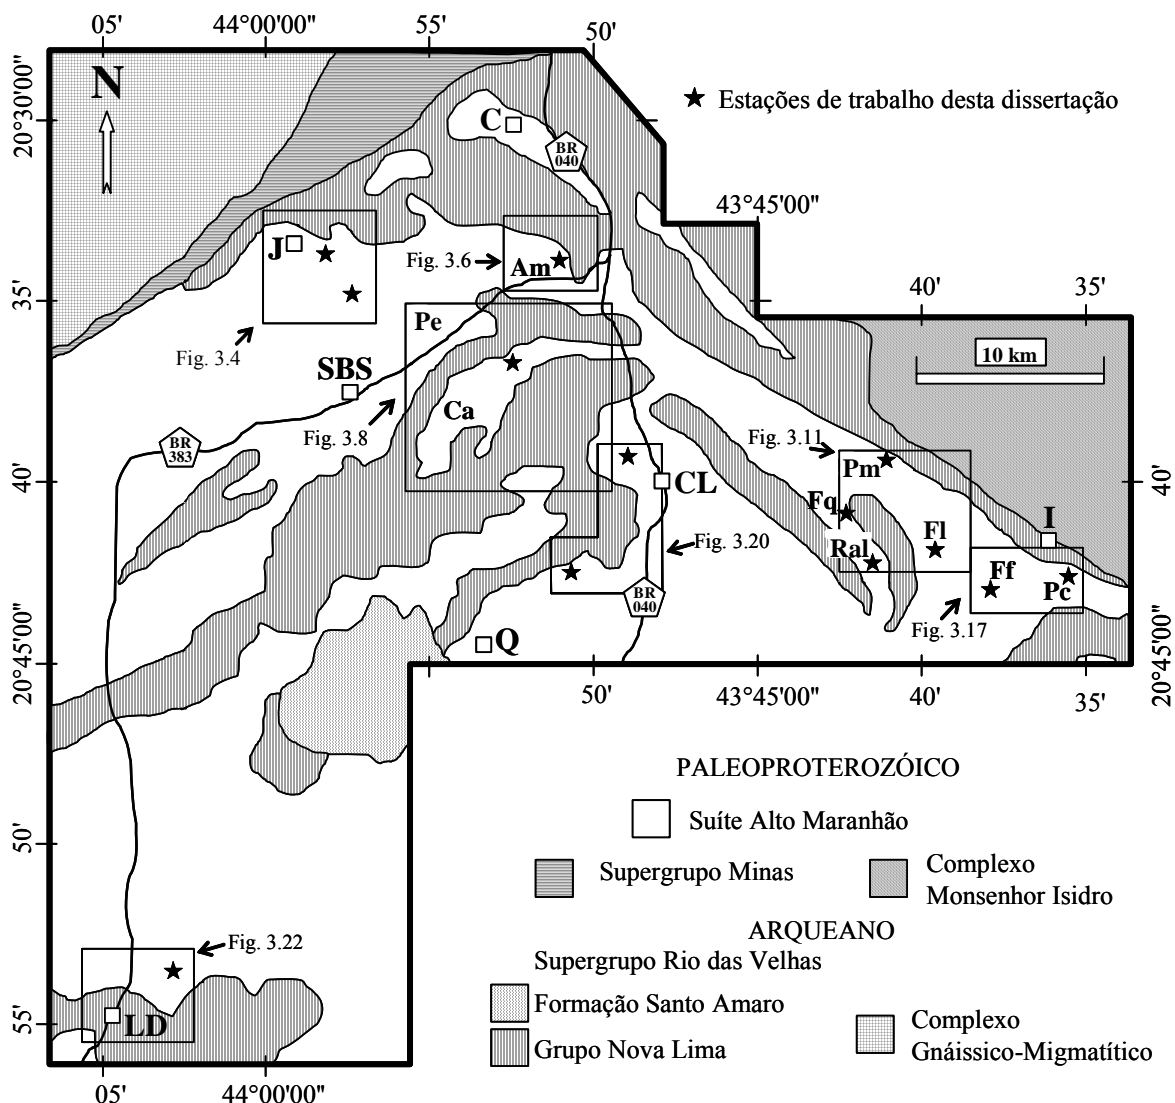 05'
44°00'00"
55'
50'
N
20°30'00"
C
BR
040
Estações de trabalho desta dissertação
43°45'00"
J
Fig. 3.6
Am
35'
40'
35'
Fig. 3.4
Pe
10 km
SBS
Ca
Fig. 3.8
BR
383
Fig. 3.11
Pm
40'
CL
40'
Fq
I
Fl
Ral
Fig. 3.20
Ff
Pc
BR
040
Fig. 3.17
Q
20°45'00"
20°45'00"
50'
43°45'00"
40'
35'
PALEOPROTEROZÓICO
Suíte Alto Maranhão
50'
Supergrupo Minas
Complexo
Monsenhor Isidro
ARQUEANO
Fig. 3.22
Supergrupo Rio das Velhas
Formação Santo Amaro
55'
LD
Complexo
Gnáissico-Migmatítico
Grupo Nova Lima
05'
44°00'00"